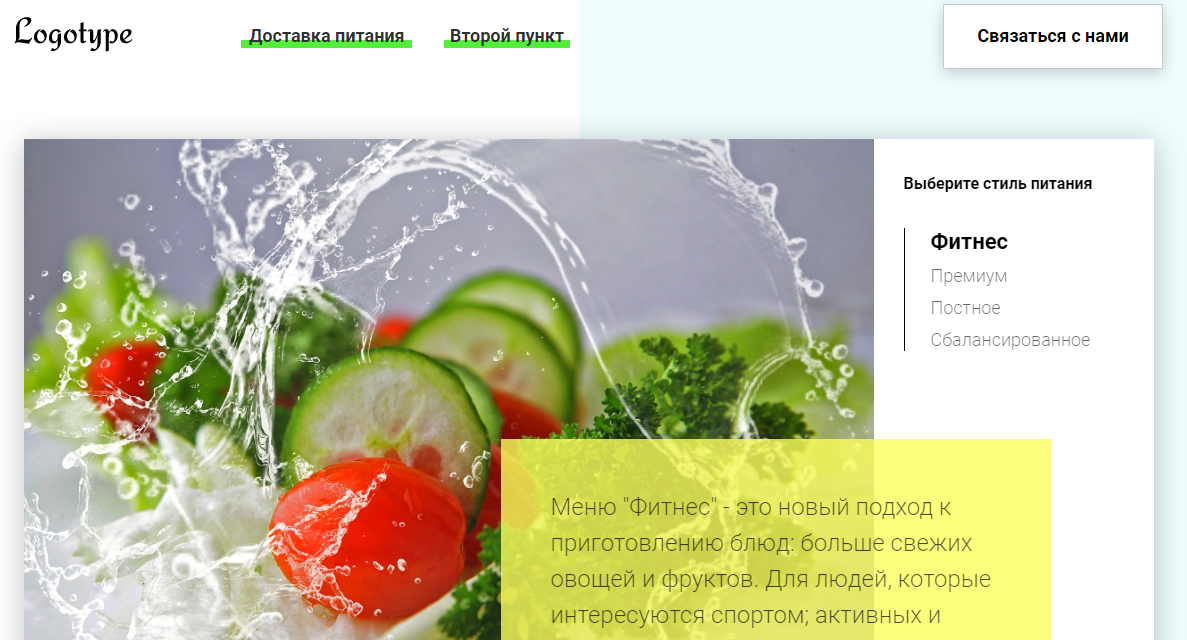 Logotype
Доставка питания
Второй пункт
Связаться с нами
Выберите стиль питания
Фитнес
Премиум
Постное
Сбалансированное
Меню "Фитнес" - это новый подход к
приготовлению блюд: больше свежих
овощей и фруктов. Для людей, которые
интересуются спортом; активных и